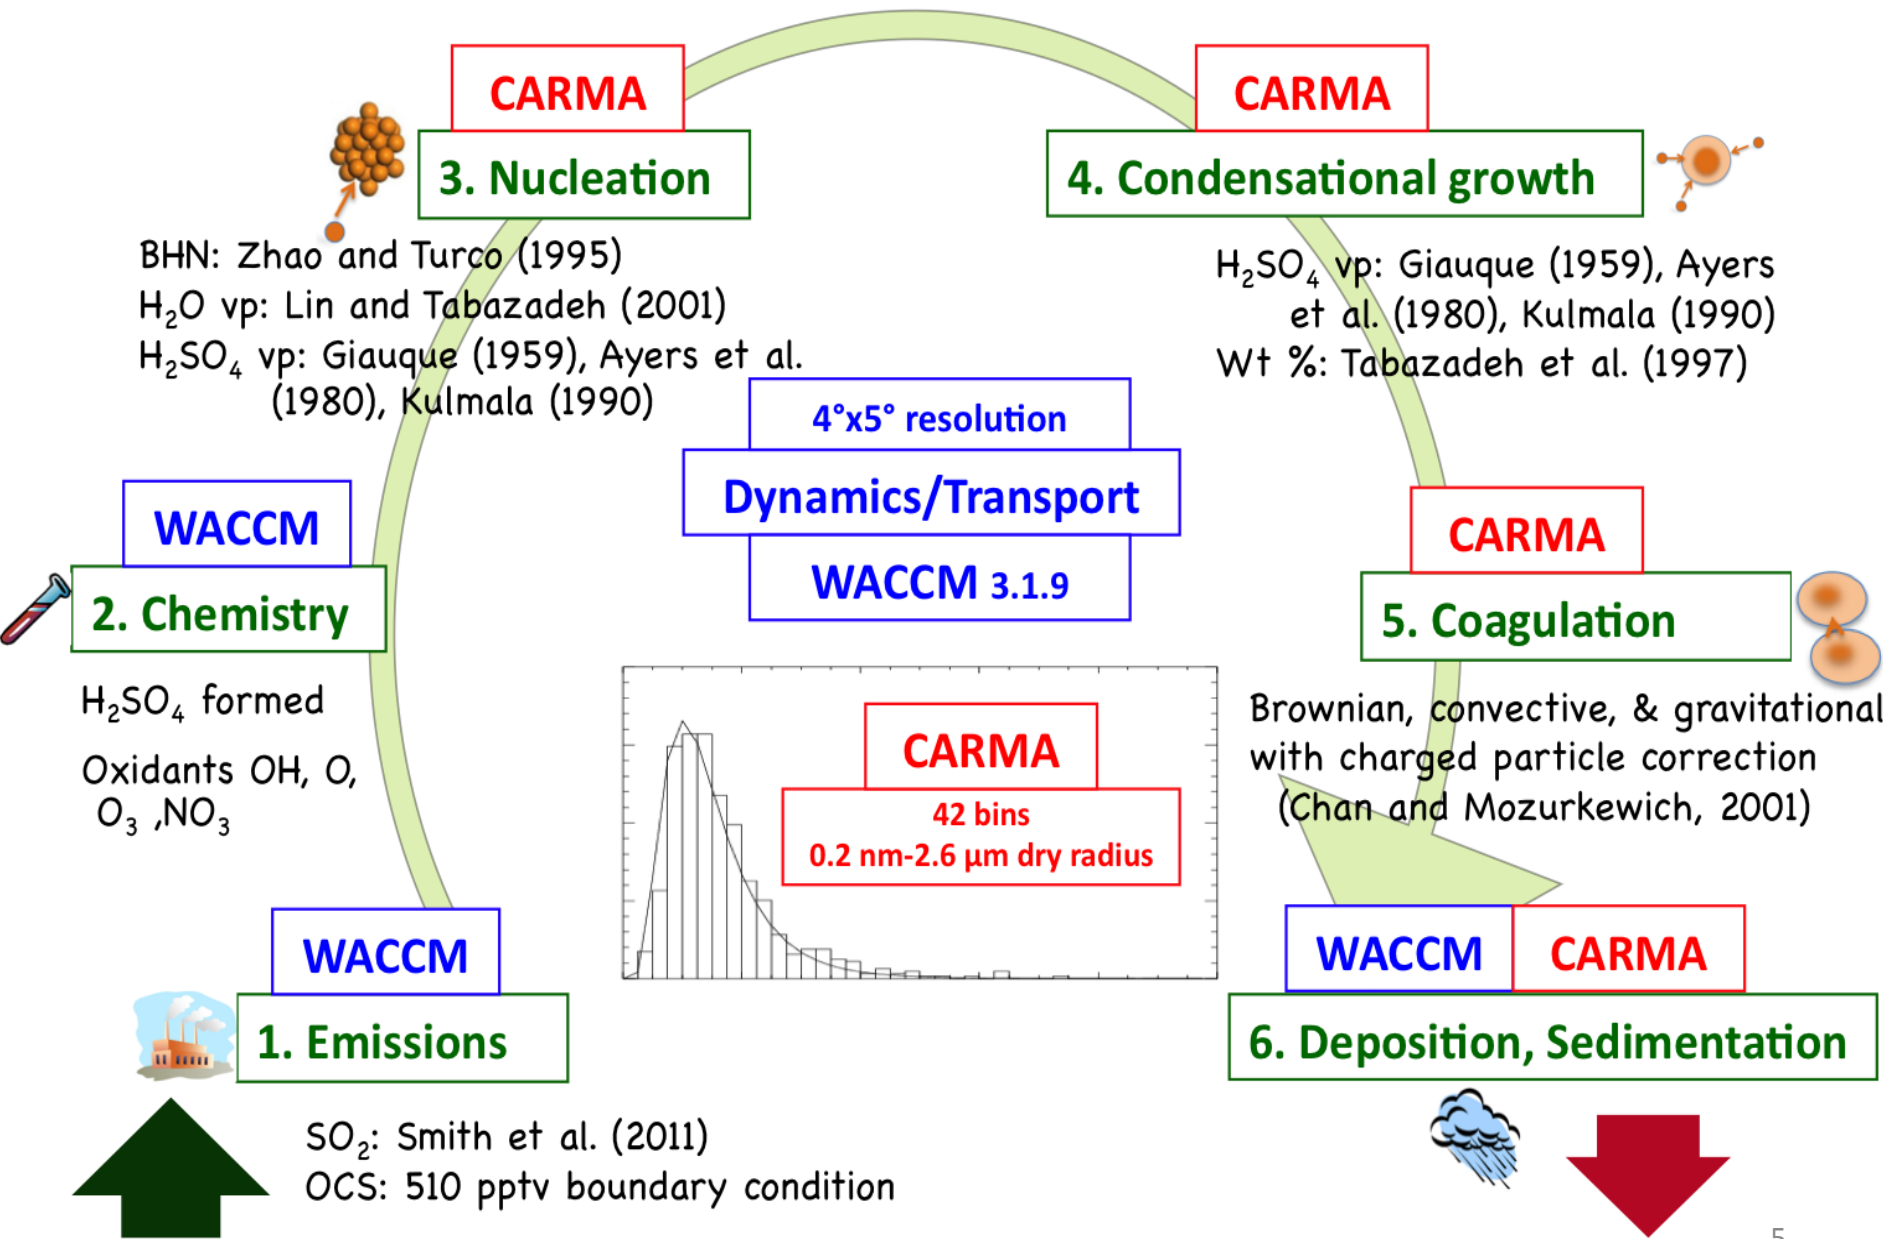 CARMA
3. Nucleation
BHN: Zhao and Turco (1995)
H₂O vp: Lin and Tabazadeh (2001)
H₂SO₄ vp: Giauque (1959), Ayers et al.
(1980), Kulmala (1990)
CARMA
4. Condensational growth
H₂SO₄ vp: Giauque (1959), Ayers
et al. (1980), Kulmala (1990)
Wt %: Tabazadeh et al. (1997)
4°x5° resolution
Dynamics/Transport
WACCM 3.1.9
WACCM
2. Chemistry
H₂SO₄ formed
Oxidants OH, O,
O₃ ,NO₃
CARMA
5. Coagulation
Brownian, convective, & gravitational
with charged particle correction
(Chan and Mozurkewich, 2001)
CARMA
42 bins
0.2 nm-2.6 µm dry radius
WACCM
1. Emissions
SO₂: Smith et al. (2011)
OCS: 510 pptv boundary condition
WACCM CARMA
6. Deposition, Sedimentation
5